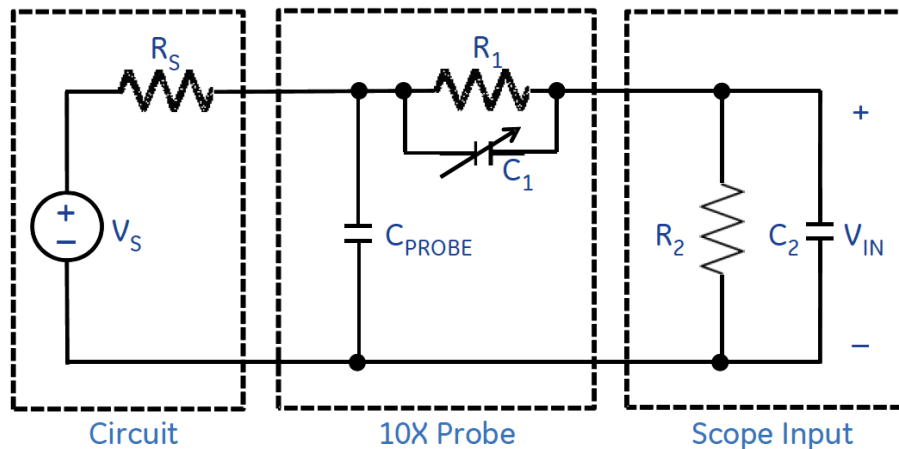 R_S
R_1
C_1
+
−
V_S
C_PROBE
R_2
C_2
+
V_IN
−
Circuit
10X Probe
Scope Input